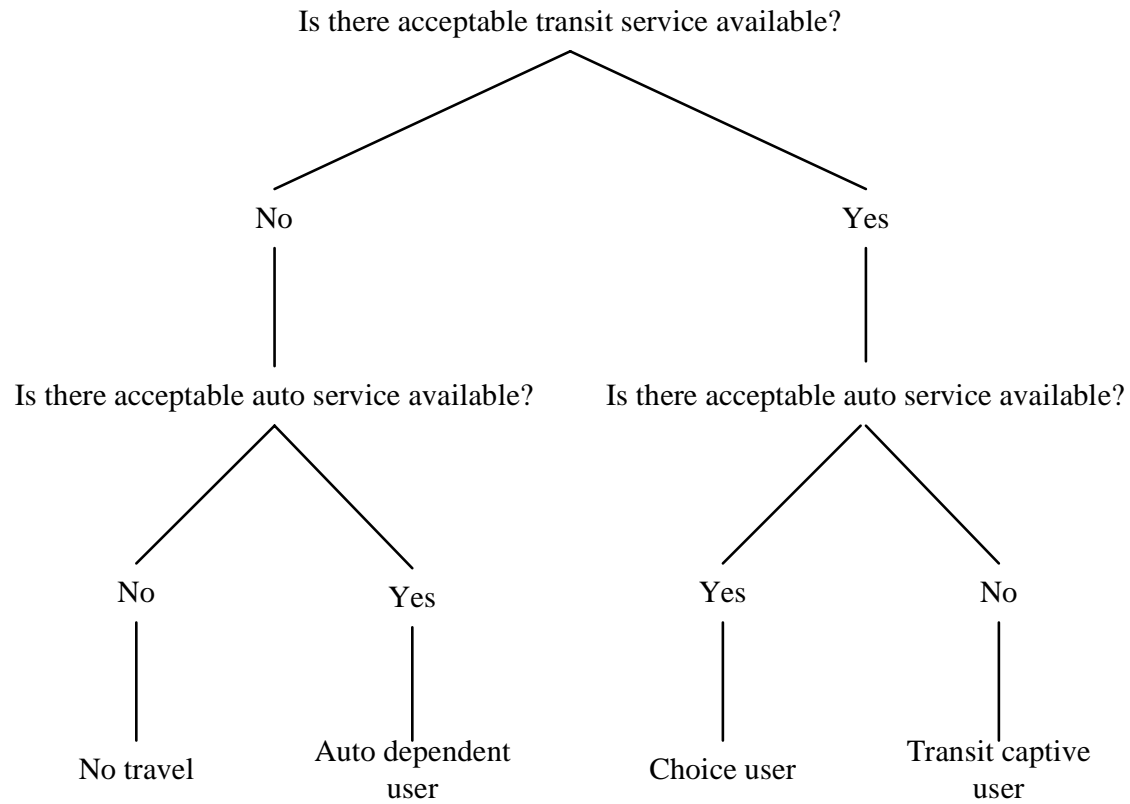 Is there acceptable transit service available?
No
Yes
Is there acceptable auto service available?
Is there acceptable auto service available?
No
Yes
Yes
No
No travel
Auto dependent
user
Choice user
Transit captive
user